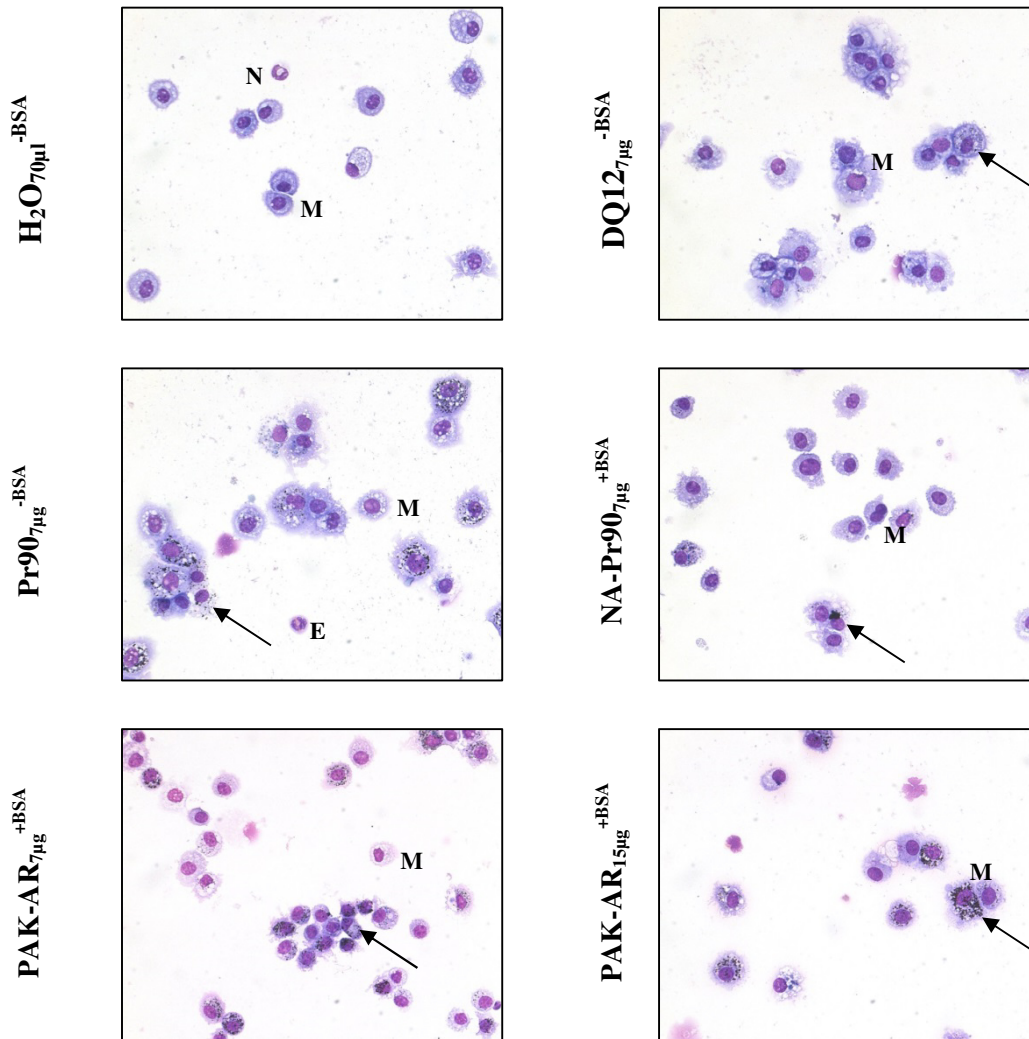 H₂O₇₀µl⁻ᴮˢᴬ
N
M
DQ12₇µg⁻ᴮˢᴬ
M
Pr90₇µg⁻ᴮˢᴬ
M
E
NA-Pr90₇µg⁺ᴮˢᴬ
M
PAK-AR₇µg⁺ᴮˢᴬ
M
PAK-AR₁₅µg⁺ᴮˢᴬ
M